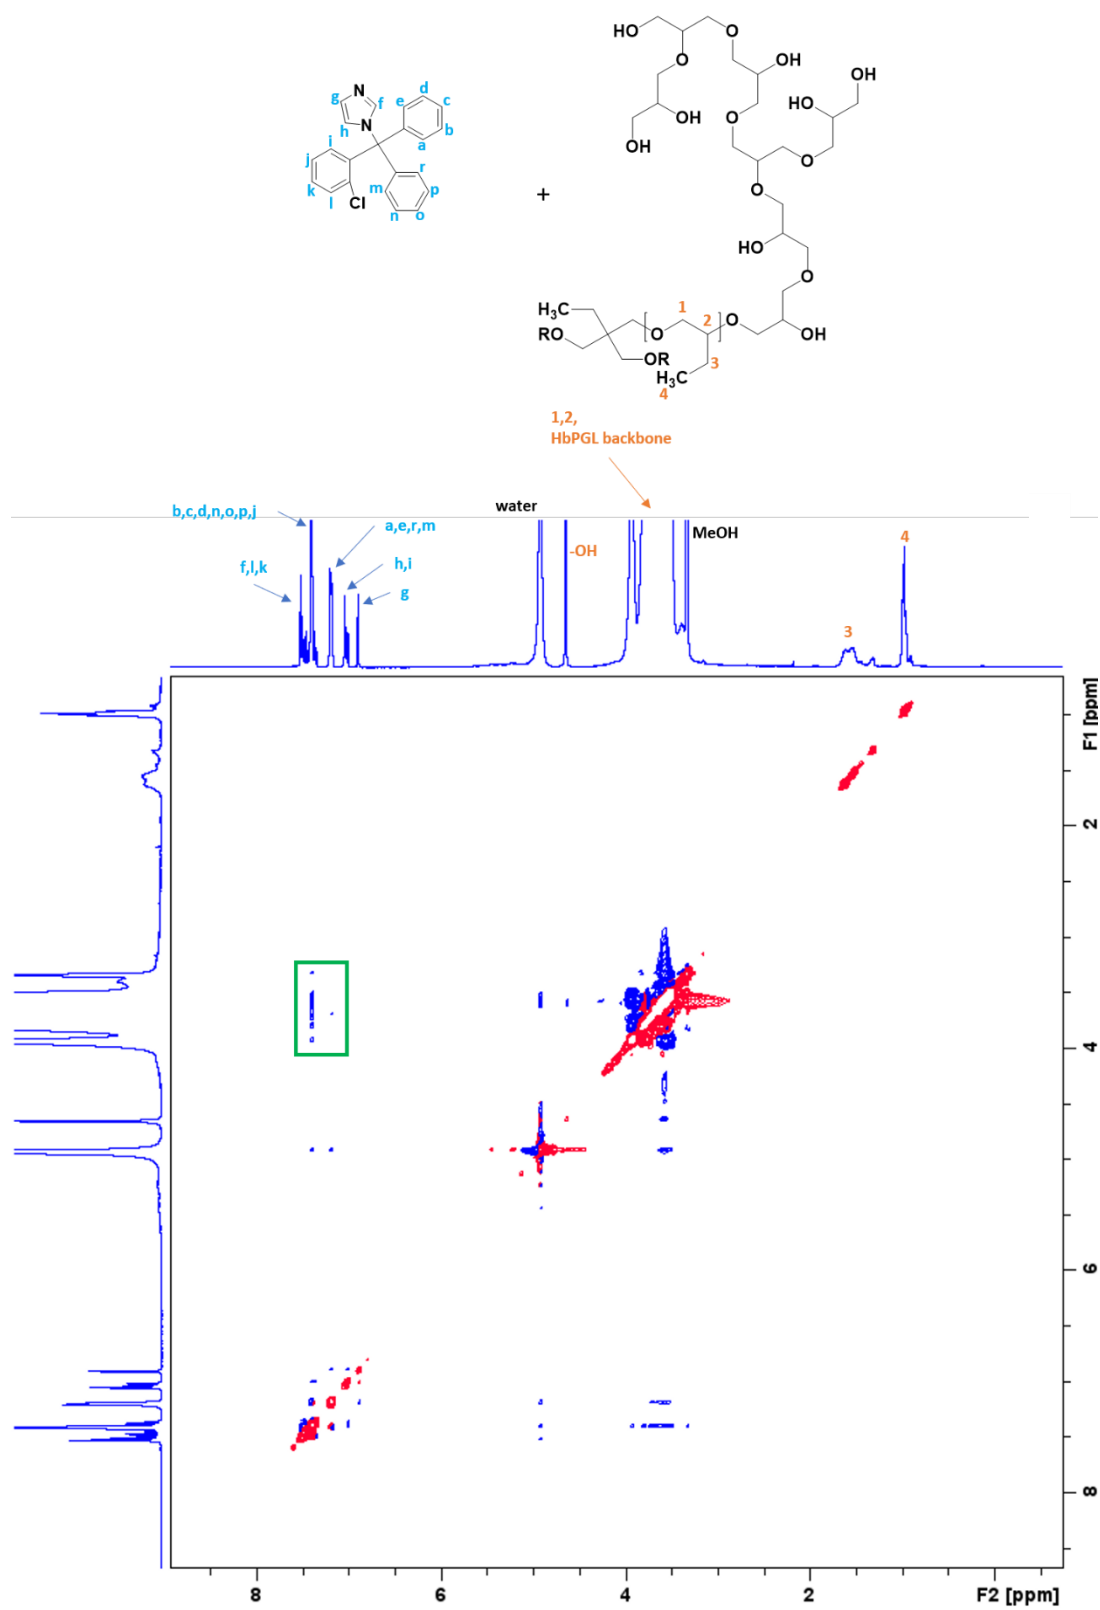 HO
O
O
OH
OH
OH
HO
OH
HO
O
O
O
HO
O
OH
H3C
RO
OR
O
1
2
O
3
H3C
4
g
N
f
h
N
e
d
c
b
a
i
j
k
l
Cl
r
m
p
n
o
+
1,2,
HbPGL backbone
b,c,d,n,o,p,j
a,e,r,m
f,l,k
h,i
g
water
-OH
MeOH
3
4
F1 [ppm]
2
4
6
8
8
6
4
2
F2 [ppm]